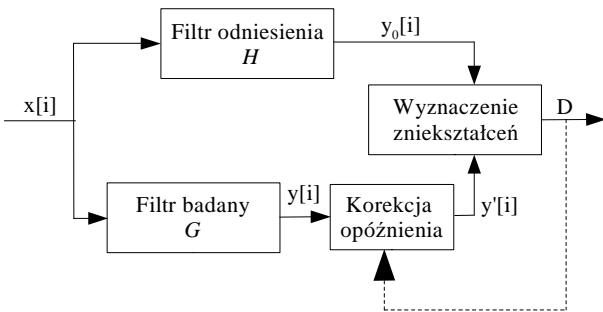 Filtr odniesienia
H
y₀[i]
x[i]
Wyznaczenie
zniekształceń
D
Filtr badany
G
y[i]
Korekcja
opóźnienia
y'[i]